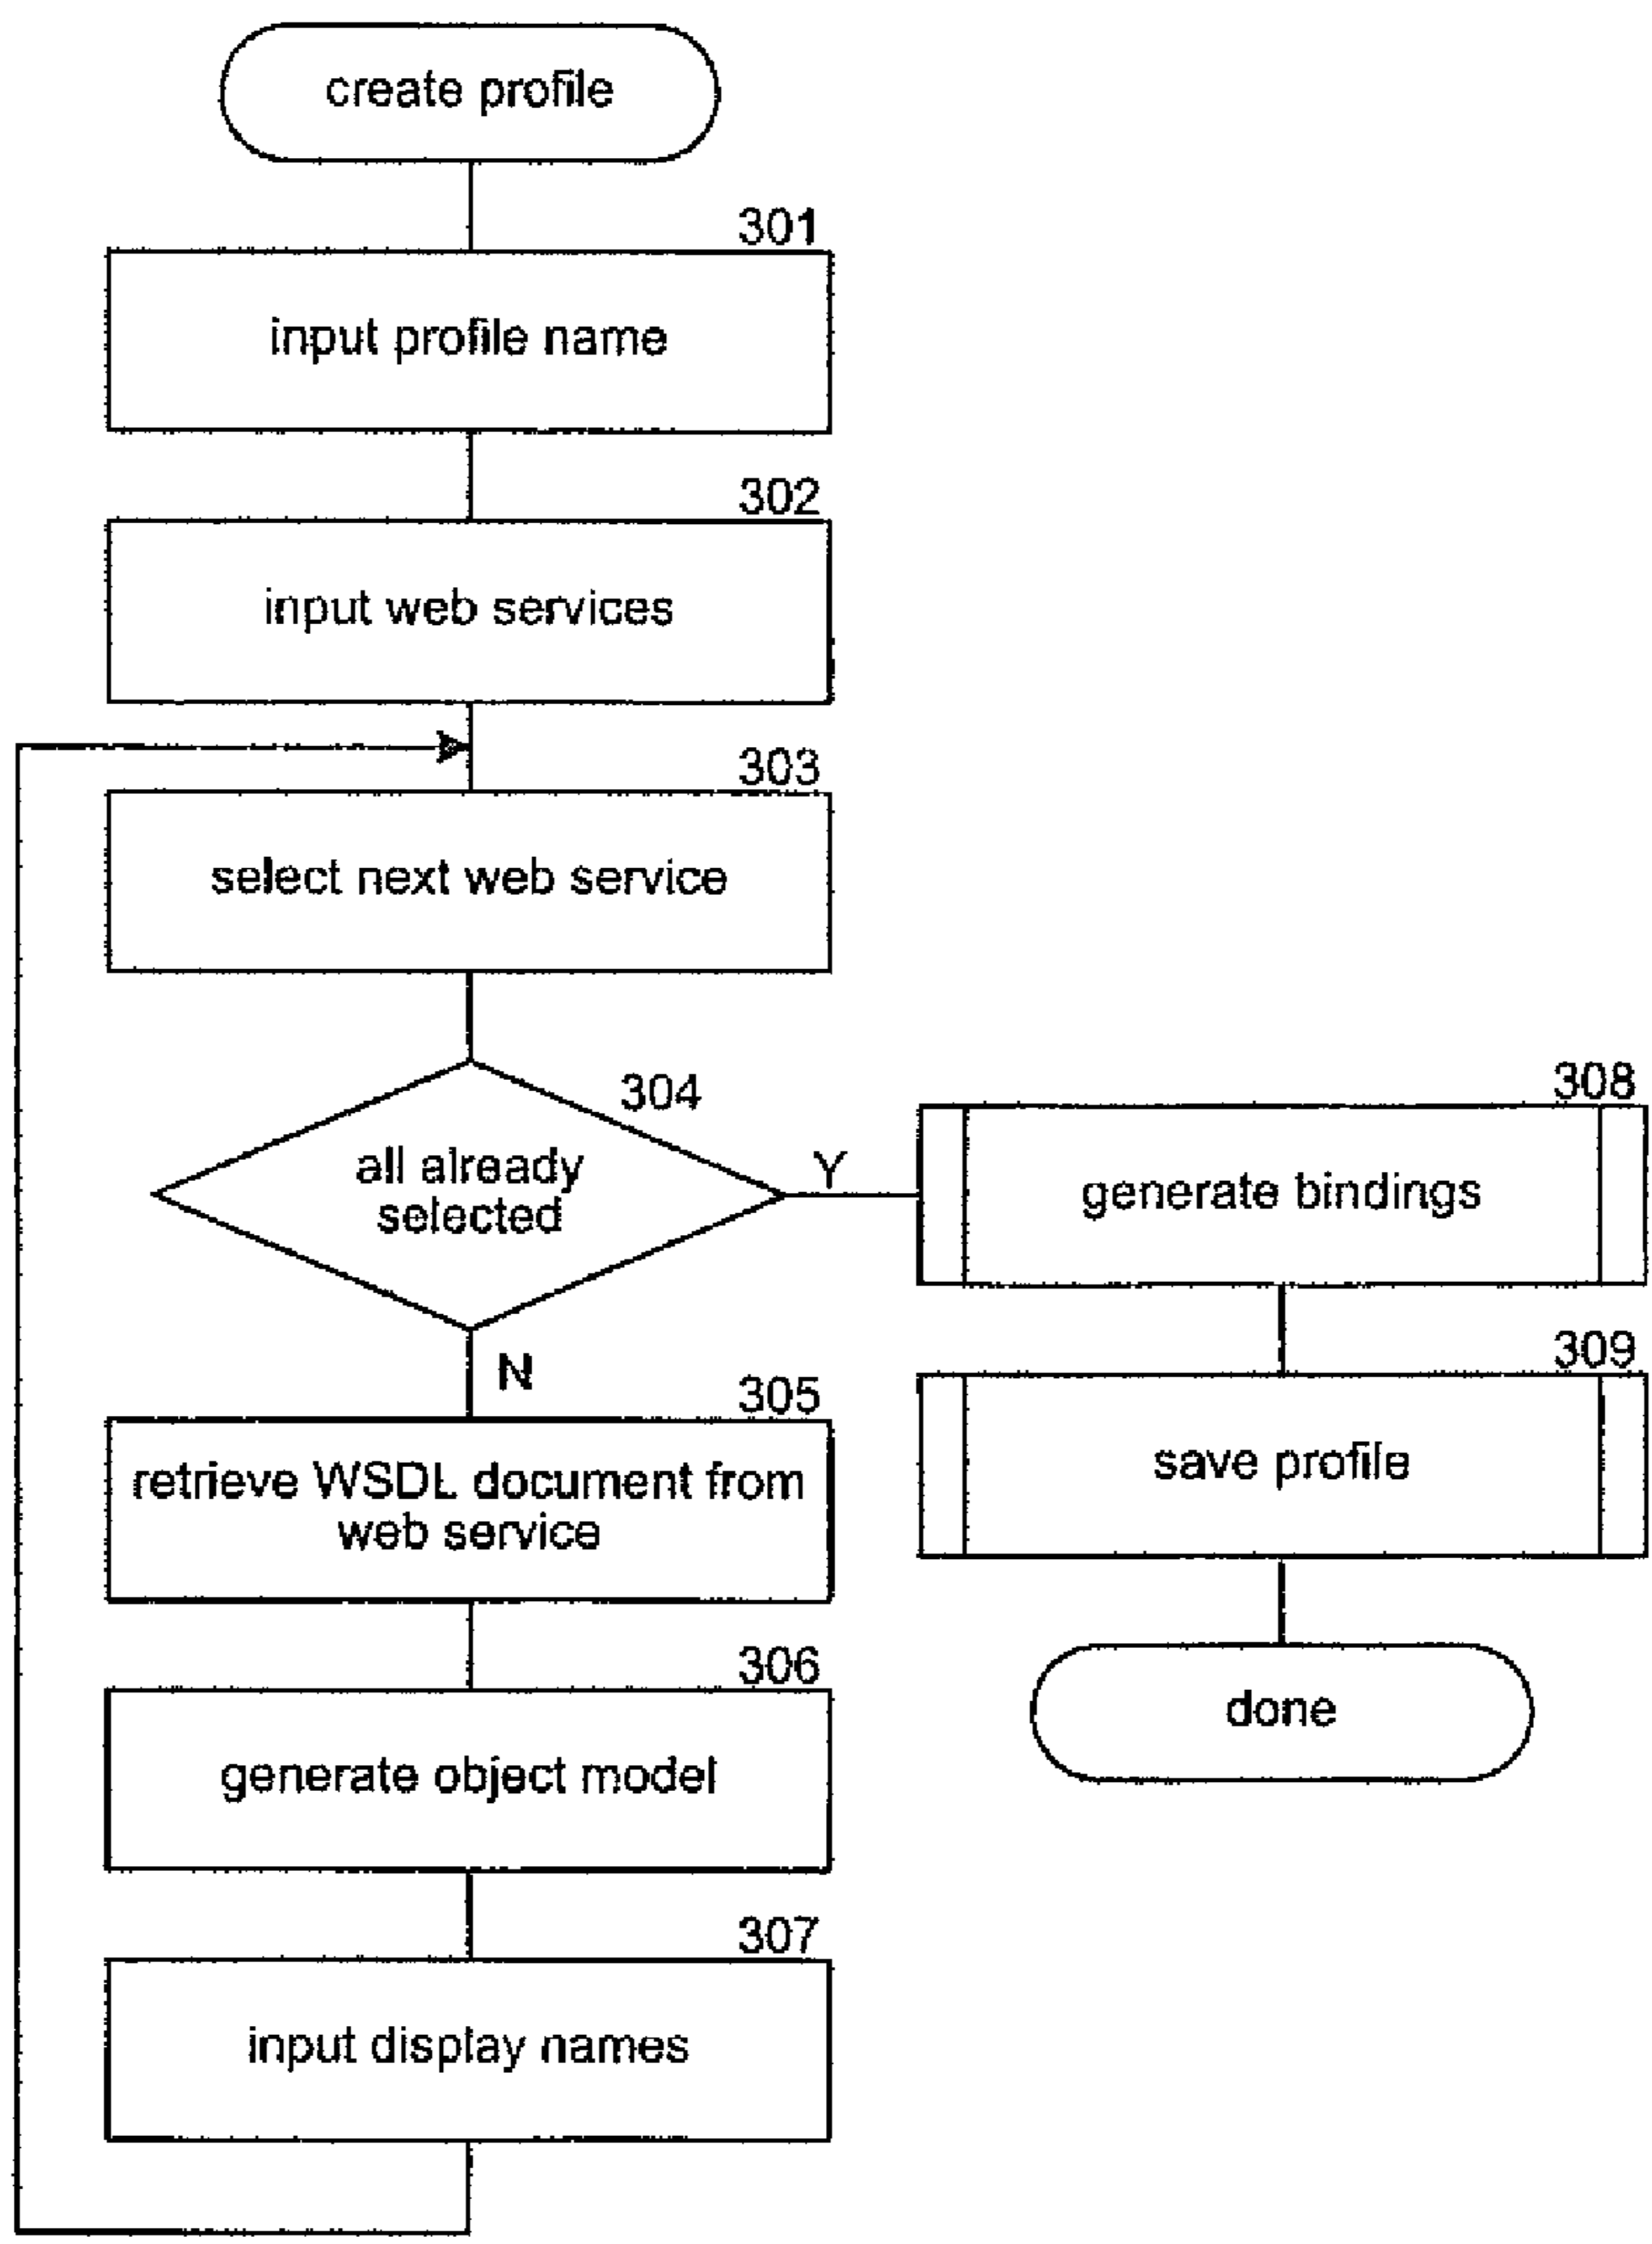 create profile
301
input profile name
302
input web services
303
select next web service
304
all already
selected
Y
N
305
retrieve WSDL document from
web service
306
generate object model
307
input display names
308
generate bindings
309
save profile
done